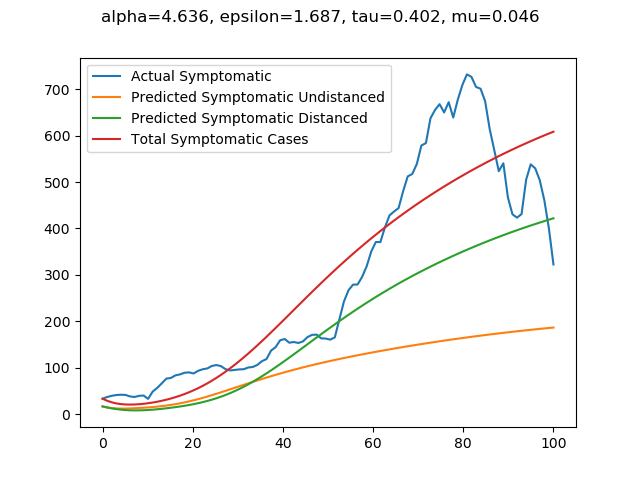 alpha=4.636, epsilon=1.687, tau=0.402, mu=0.046
Actual Symptomatic
Predicted Symptomatic Undistanced
Predicted Symptomatic Distanced
Total Symptomatic Cases
700
600
500
400
300
200
100
0
0 20 40 60 80 100